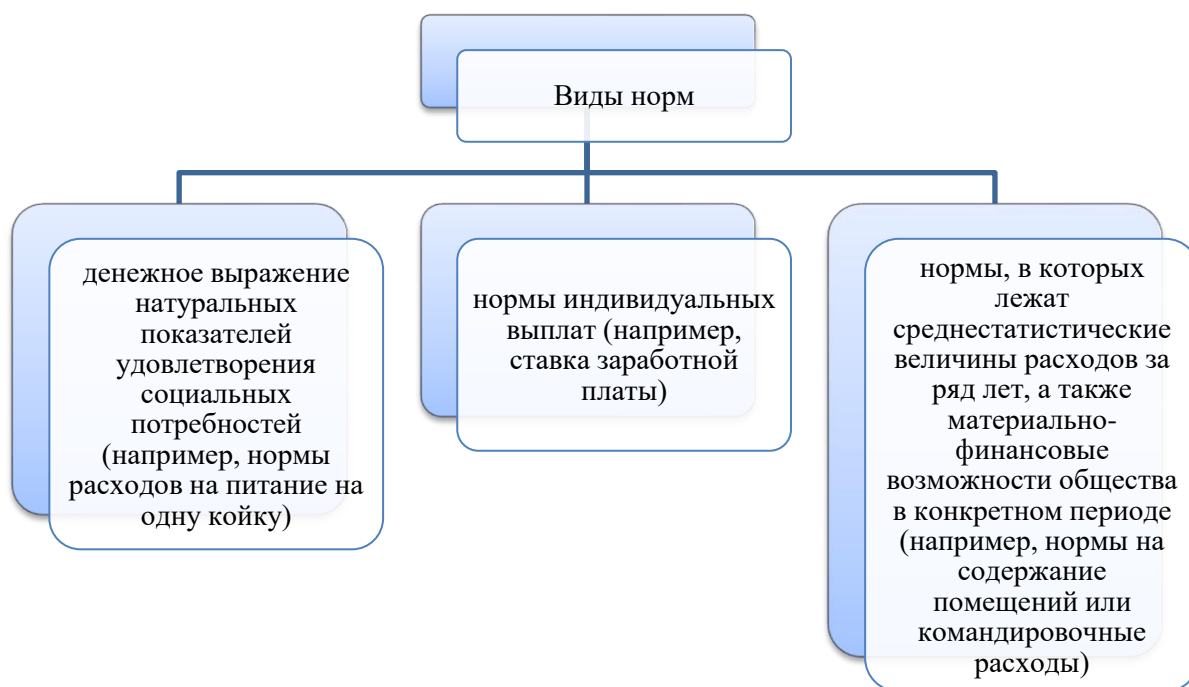 Виды норм
денежное выражение
натуральных
показателей
удовлетворения
социальных
потребностей
(например, нормы
расходов на питание на
одну койку)
нормы индивидуальных
выплат (например,
ставка заработной
платы)
нормы, в которых
лежат
среднестатистические
величины расходов за
ряд лет, а также
материально-
финансовые
возможности общества
в конкретном периоде
(например, нормы на
содержание
помещений или
командировочные
расходы)